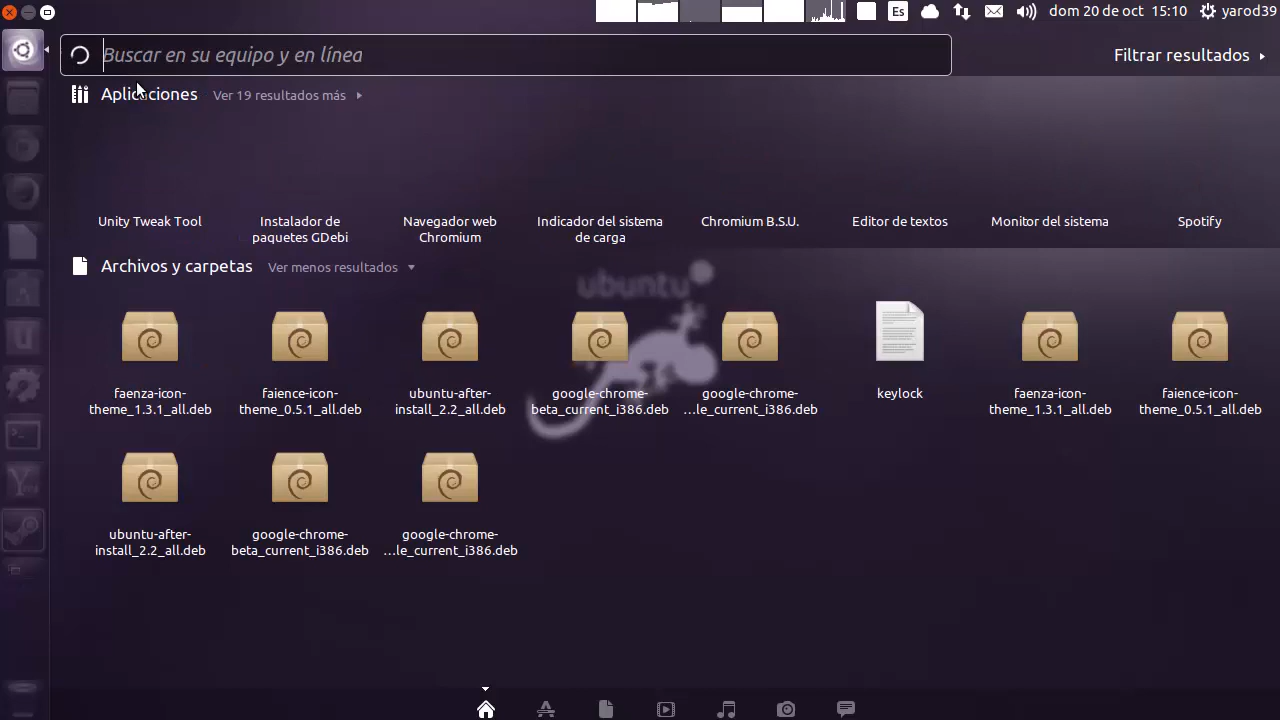 Es
dom 20 de oct
15:10
yarod39
Buscar en su equipo y en línea
Filtrar resultados
Aplicaciones
Ver 19 resultados más
Unity Tweak Tool
Instalador de
paquetes GDebi
Navegador web
Chromium
Indicador del sistema
de carga
Chromium B.S.U.
Editor de textos
Monitor del sistema
Spotify
Archivos y carpetas
Ver menos resultados
ubuntu
faenza-icon-
theme_1.3.1_all.deb
faience-icon-
theme_0.5.1_all.deb
ubuntu-after-
install_2.2_all.deb
google-chrome-
beta_current_i386.deb
google-chrome-
...le_current_i386.deb
keylock
faenza-icon-
theme_1.3.1_all.deb
faience-icon-
theme_0.5.1_all.deb
ubuntu-after-
install_2.2_all.deb
google-chrome-
beta_current_i386.deb
google-chrome-
...le_current_i386.deb